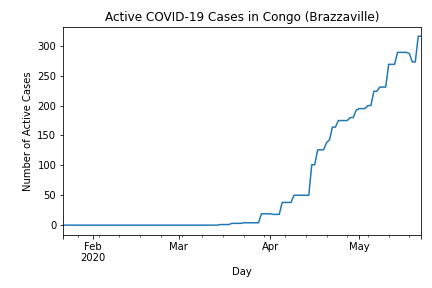 Active COVID-19 Cases in Congo (Brazzaville)
300
250
200
150
100
50
0
Number of Active Cases
Feb
2020
Mar
Apr
May
Day